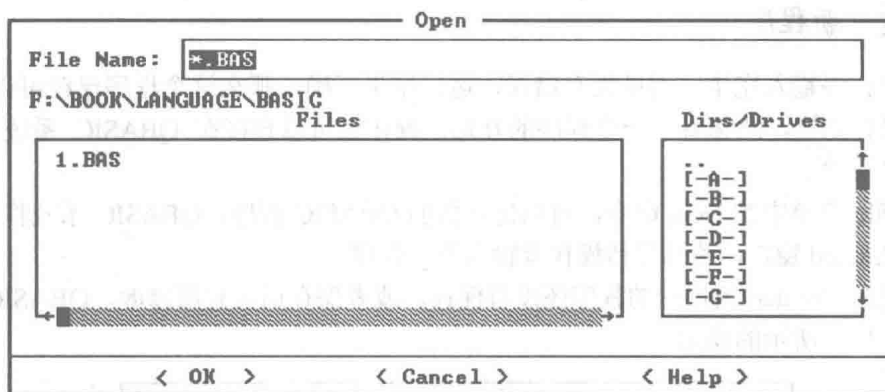 Open
File Name: *.BAS
F:\BOOK\LANGUAGE\BASIC
Files Dirs/Drives
1.BAS
..
[-A-]
[-B-]
[-C-]
[-D-]
[-E-]
[-F-]
[-G-]
< OK > < Cancel > < Help >